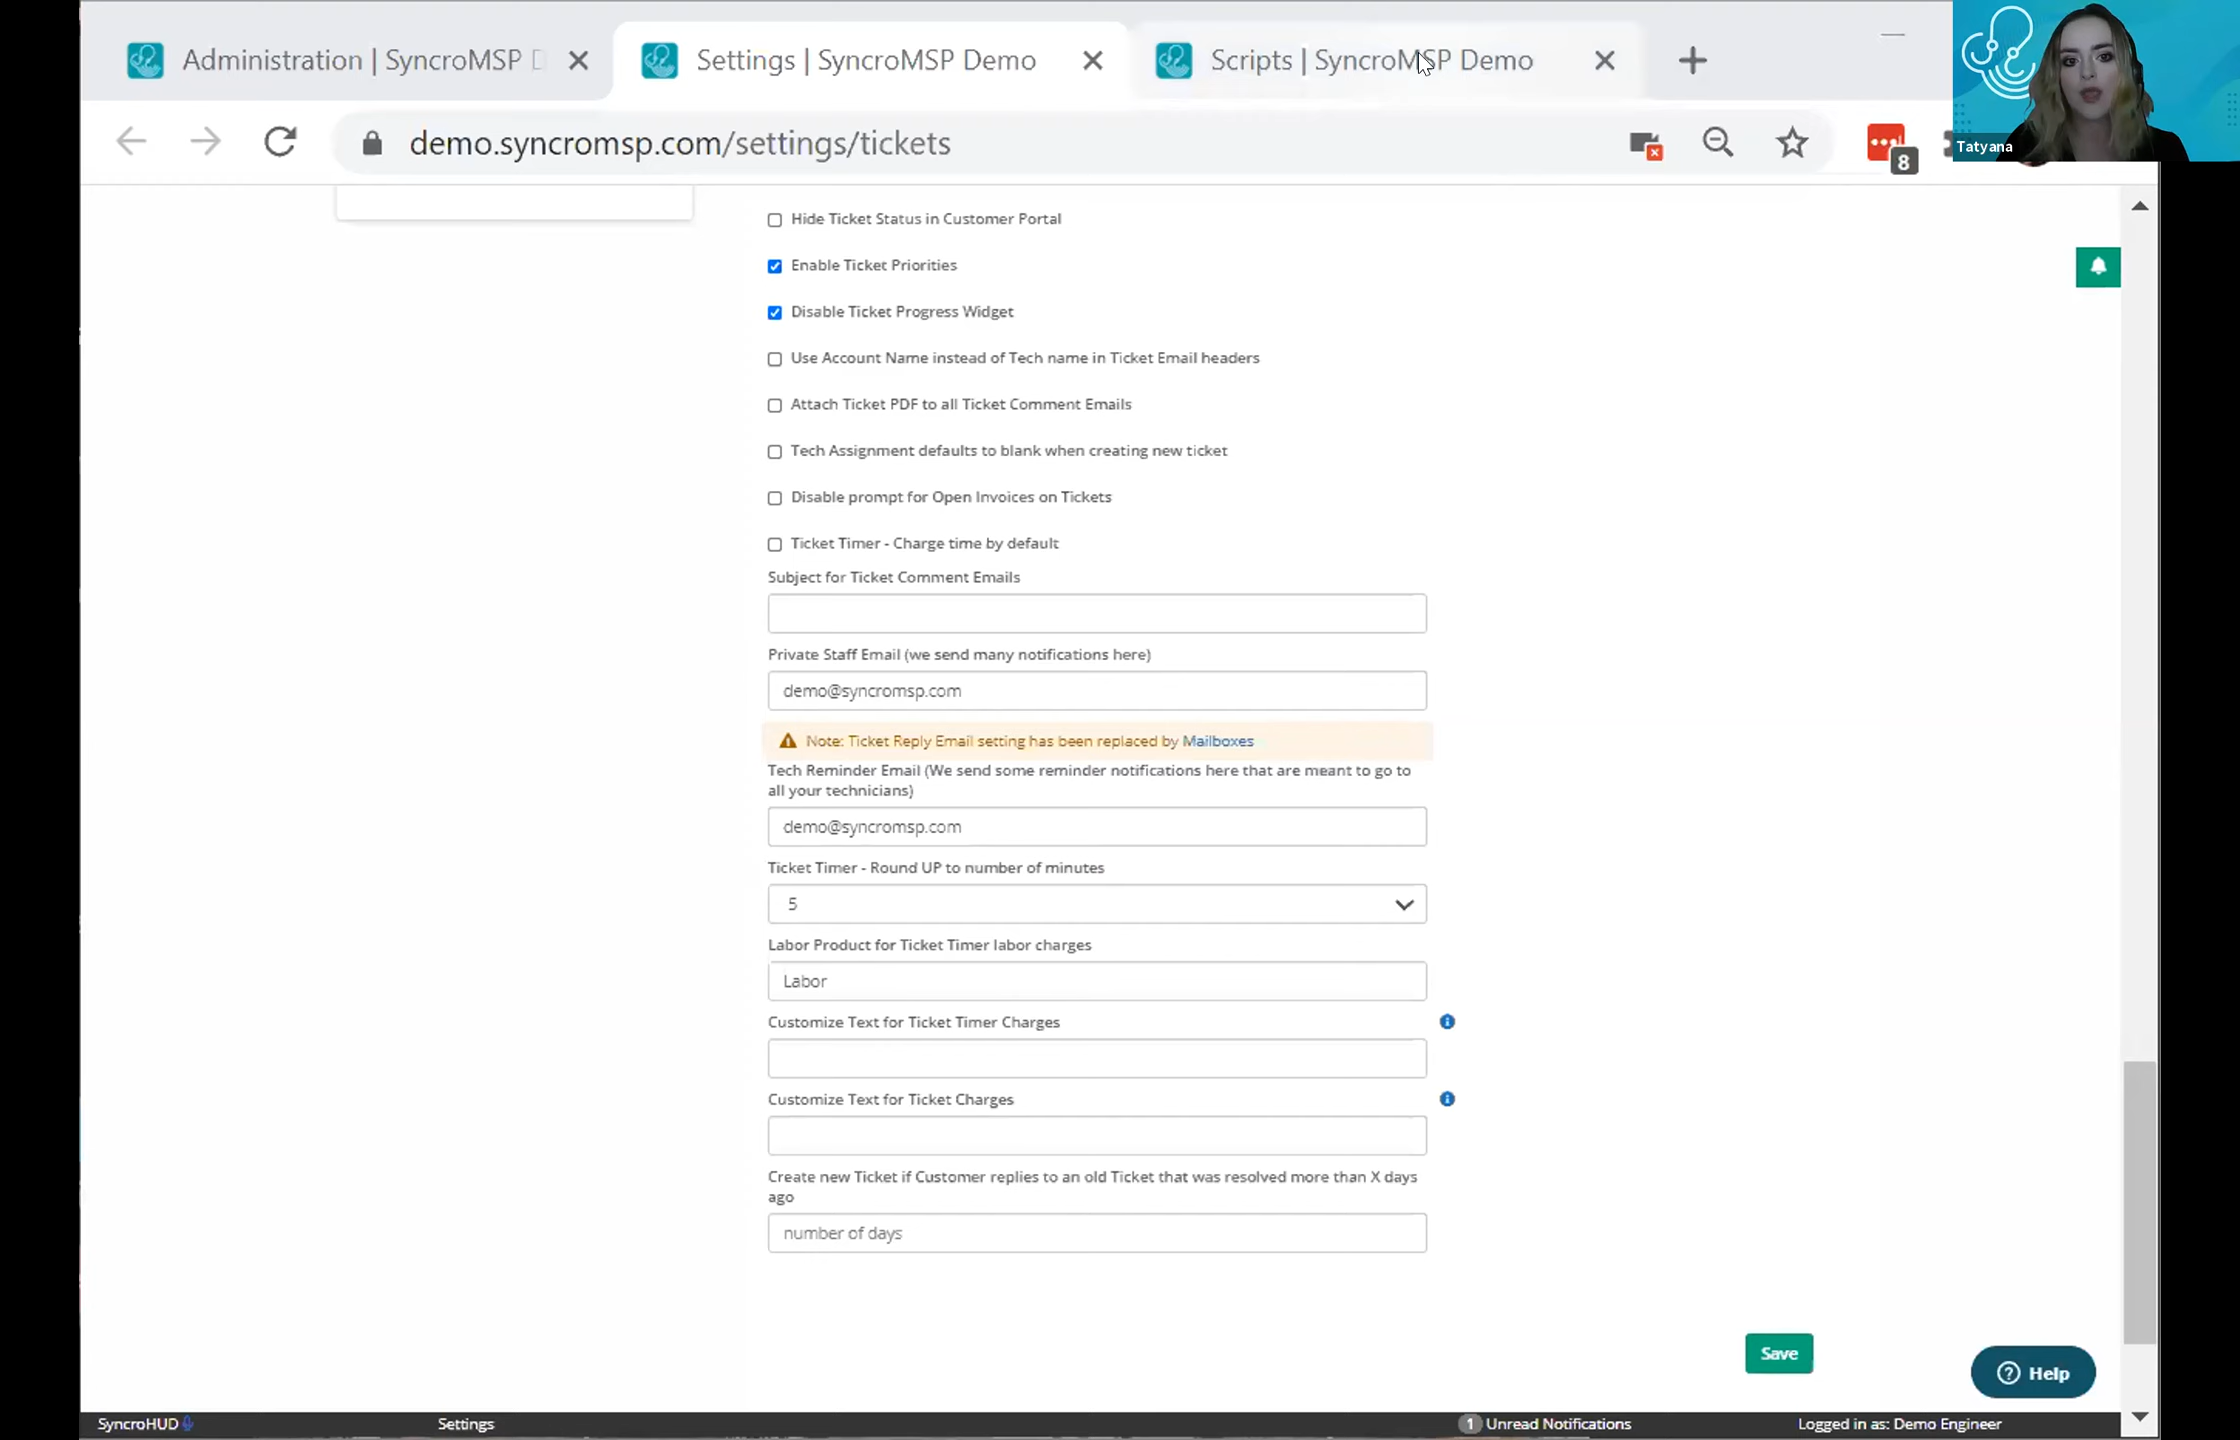 Administration | SyncroMSP D
Settings | SyncroMSP Demo
Scripts | SyncroMSP Demo
demo.syncromsp.com/settings/tickets
8
Tatyana
Hide Ticket Status in Customer Portal
Enable Ticket Priorities
Disable Ticket Progress Widget
Use Account Name instead of Tech name in Ticket Email headers
Attach Ticket PDF to all Ticket Comment Emails
Tech Assignment defaults to blank when creating new ticket
Disable prompt for Open Invoices on Tickets
Ticket Timer - Charge time by default
Subject for Ticket Comment Emails
Private Staff Email (we send many notifications here)
demo@syncromsp.com
Note: Ticket Reply Email setting has been replaced by Mailboxes
Tech Reminder Email (We send some reminder notifications here that are meant to go to
all your technicians)
demo@syncromsp.com
Ticket Timer - Round UP to number of minutes
5
Labor Product for Ticket Timer labor charges
Labor
Customize Text for Ticket Timer Charges
Customize Text for Ticket Charges
Create new Ticket if Customer replies to an old Ticket that was resolved more than X days
ago
number of days
Save
Help
SyncroHUD
Settings
1 Unread Notifications
Logged in as: Demo Engineer